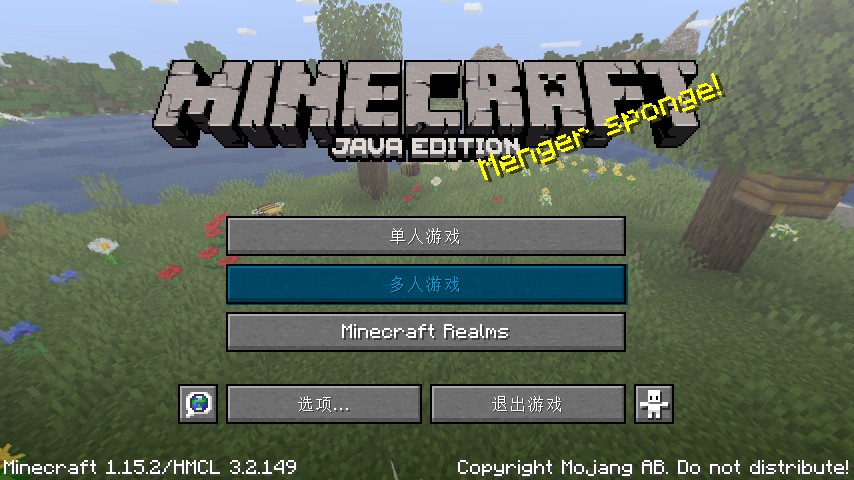 MINECRAFT
JAVA EDITION
Menger sponge!
单人游戏
多人游戏
Minecraft Realms
选项...
退出游戏
Minecraft 1.15.2/HMCL 3.2.149
Copyright Mojang AB. Do not distribute!